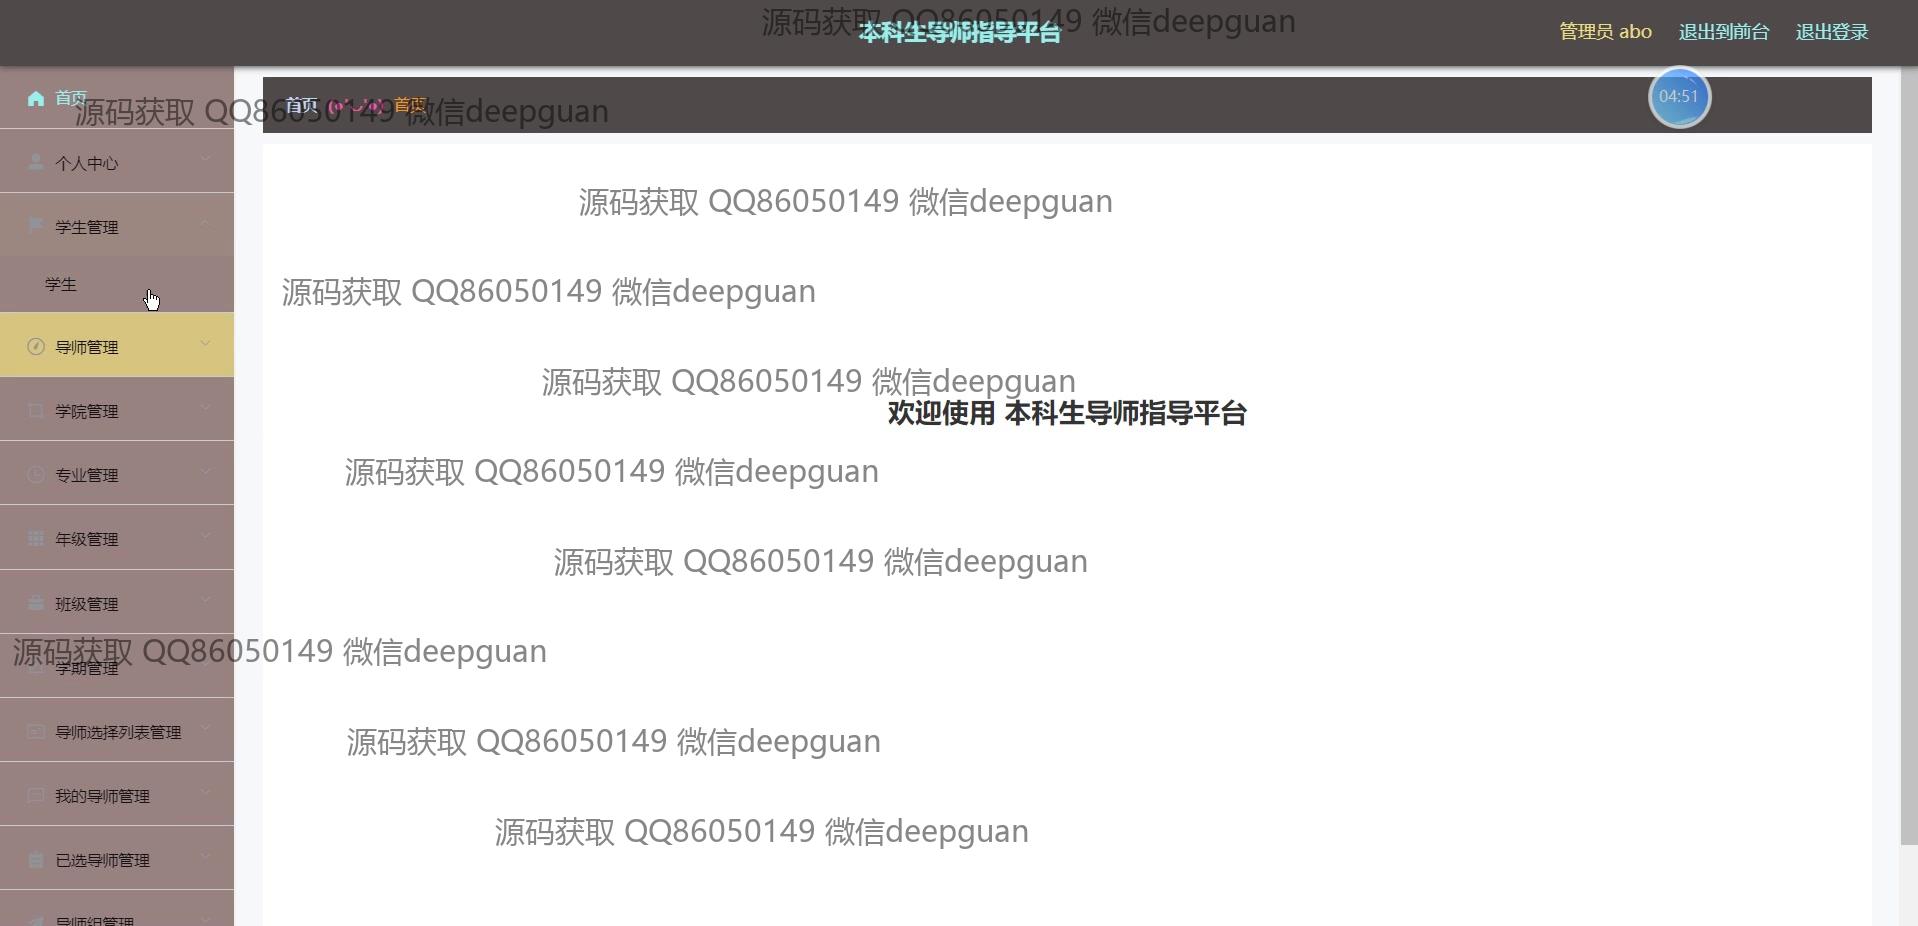 源码获取 QQ86050149 微信deepguan
本科生导师指导平台
管理员 abo
退出到前台
退出登录
首页
首页 (●'◡'●) 首页
04:51
源码获取 QQ86050149 微信deepguan
个人中心
源码获取 QQ86050149 微信deepguan
学生管理
学生
源码获取 QQ86050149 微信deepguan
导师管理
源码获取 QQ86050149 微信deepguan
欢迎使用 本科生导师指导平台
学院管理
专业管理
源码获取 QQ86050149 微信deepguan
年级管理
源码获取 QQ86050149 微信deepguan
班级管理
源码获取 QQ86050149 微信deepguan
学期管理
导师选择列表管理
源码获取 QQ86050149 微信deepguan
我的导师管理
源码获取 QQ86050149 微信deepguan
已选导师管理
导师组管理